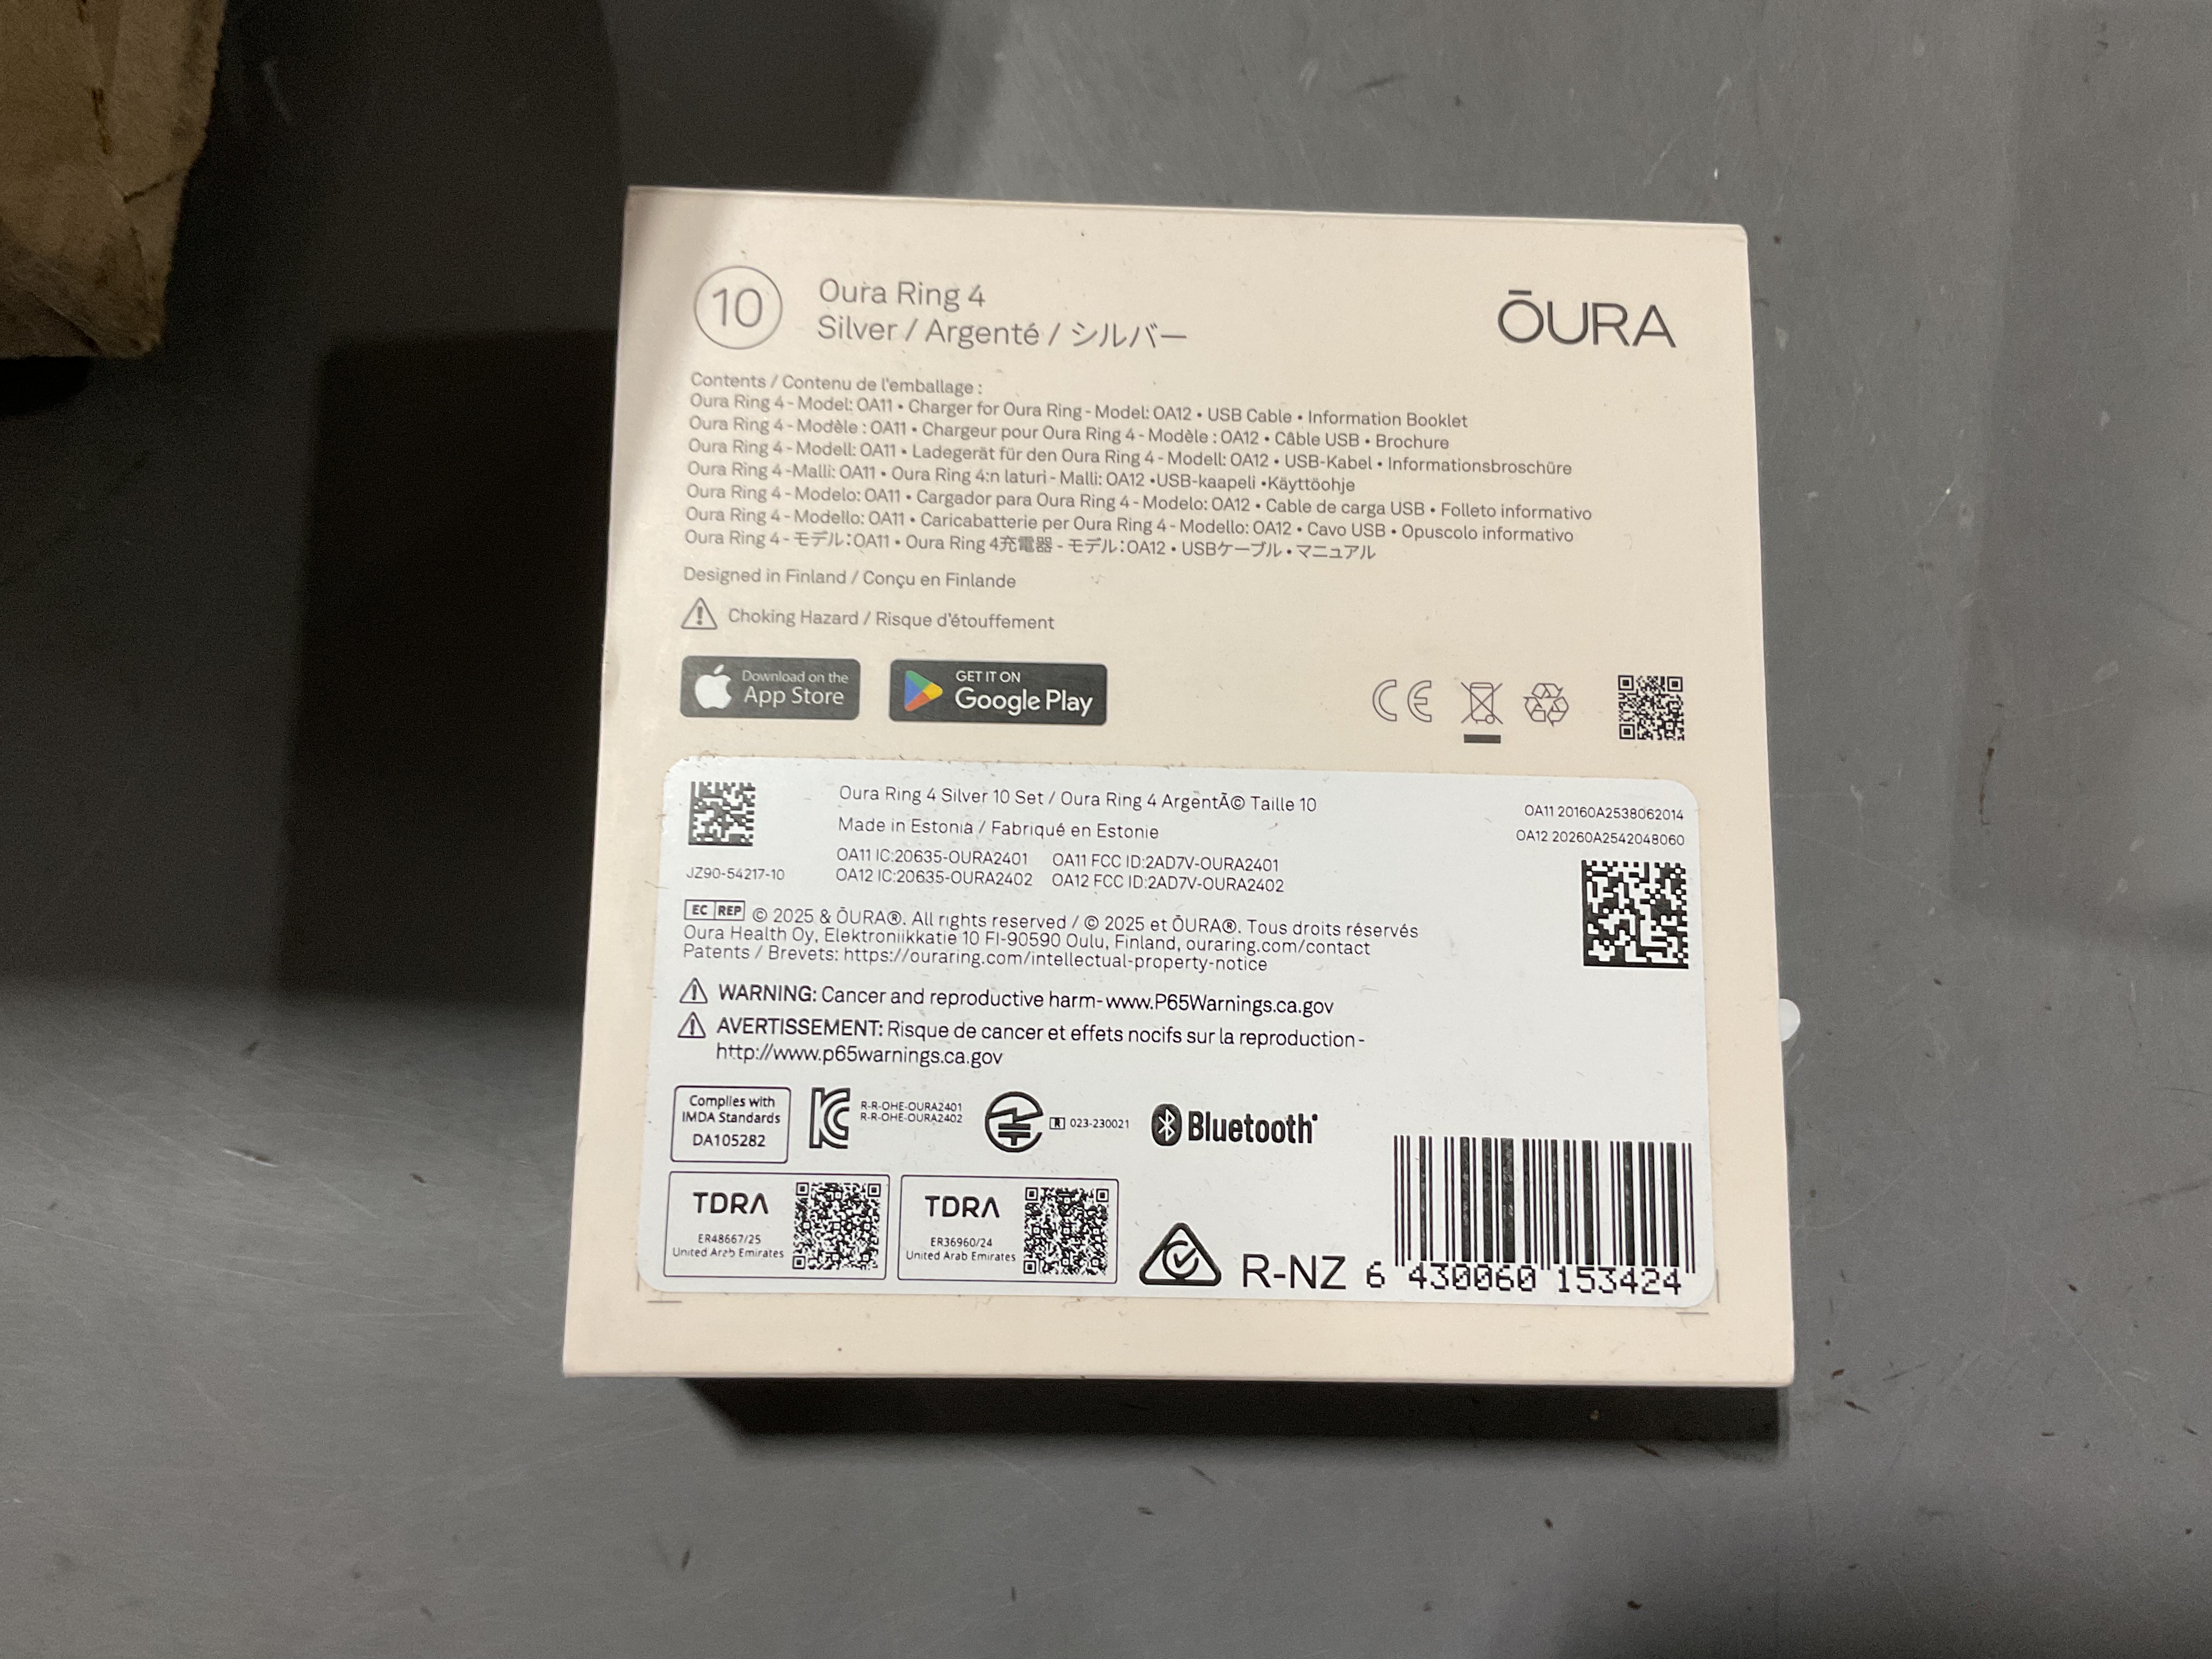 10
Oura Ring 4
Silver / Argenté / シルバー
ŌURA
Contents / Contenu de l'emballage :
Oura Ring 4 - Model: OA11 • Charger for Oura Ring - Model: OA12 • USB Cable • Information Booklet
Oura Ring 4 - Modèle : OA11 • Chargeur pour Oura Ring 4 - Modèle : OA12 • Câble USB • Brochure
Oura Ring 4 - Modell: OA11 • Ladegerät für den Oura Ring 4 - Modell: OA12 • USB-Kabel • Informationsbroschüre
Oura Ring 4 -Malli: OA11 • Oura Ring 4:n laturi - Malli: OA12 •USB-kaapeli •Käyttöohje
Oura Ring 4 - Modelo: OA11 • Cargador para Oura Ring 4 - Modelo: OA12 • Cable de carga USB • Folleto informativo
Oura Ring 4 - Modello: OA11 • Caricabatterie per Oura Ring 4 - Modello: OA12 • Cavo USB • Opuscolo informativo
Oura Ring 4 - モデル：OA11 • Oura Ring 4充電器 - モデル：OA12 • USBケーブル • マニュアル
Designed in Finland / Conçu en Finlande
Choking Hazard / Risque d'étouffement
Download on the
App Store
GET IT ON
Google Play
CE
Oura Ring 4 Silver 10 Set / Oura Ring 4 ArgentÃ© Taille 10
Made in Estonia / Fabriqué en Estonie
OA11 IC:20635-OURA2401 OA11 FCC ID:2AD7V-OURA2401
OA12 IC:20635-OURA2402 OA12 FCC ID:2AD7V-OURA2402
OA11 20160A2538062014
OA12 20260A2542048060
JZ90-54217-10
EC REP © 2025 & ŌURA®. All rights reserved / © 2025 et ŌURA®. Tous droits réservés
Oura Health Oy, Elektroniikkatie 10 FI-90590 Oulu, Finland, ouraring.com/contact
Patents / Brevets: https://ouraring.com/intellectual-property-notice
WARNING: Cancer and reproductive harm-www.P65Warnings.ca.gov
AVERTISSEMENT: Risque de cancer et effets nocifs sur la reproduction-
http://www.p65warnings.ca.gov
Complies with
IMDA Standards
DA105282
R-R-OHE-OURA2401
R-R-OHE-OURA2402
R 023-230021
Bluetooth
TDRA
ER48667/25
United Arab Emirates
TDRA
ER36960/24
United Arab Emirates
R-NZ
6 430060 153424